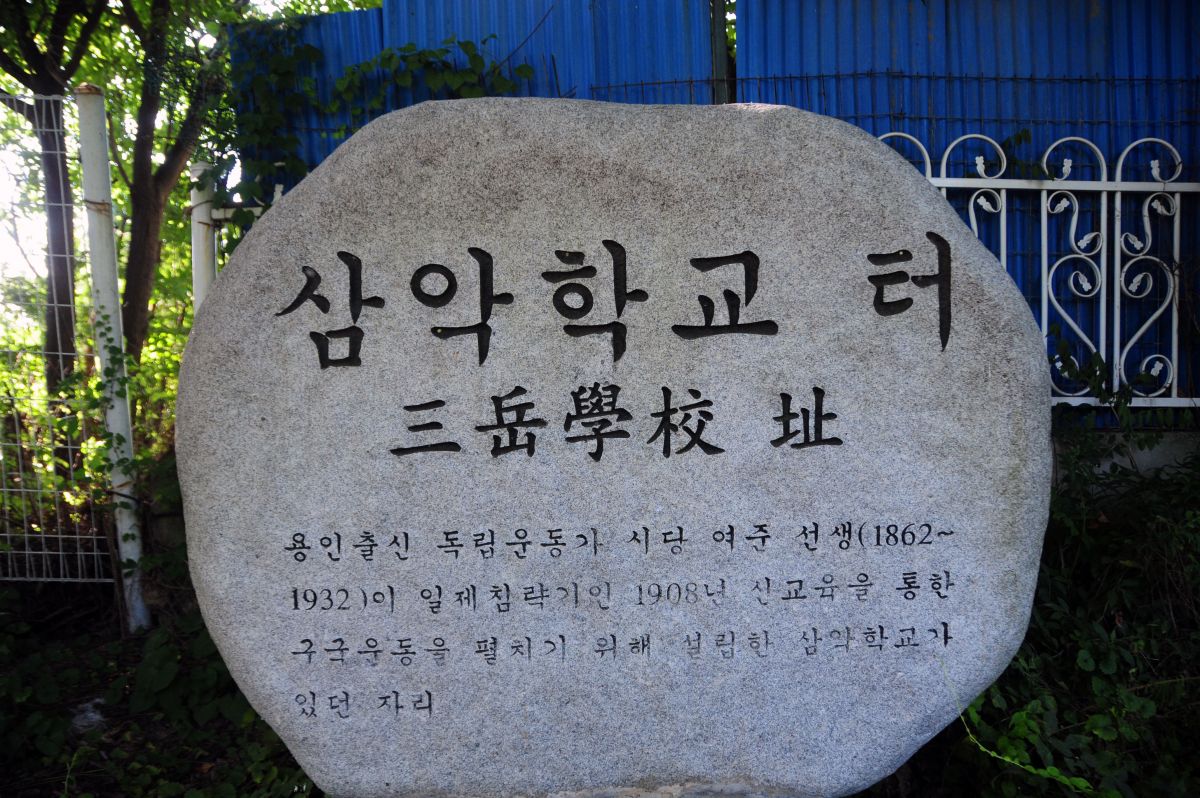 삼악학교 터
三岳學校 址
용인출신 독립운동가 시당 여준 선생(1862~
1932)이 일제침략기인 1908년 신교육을 통한
구국운동을 펼치기 위해 설립한 삼악학교가
있던 자리